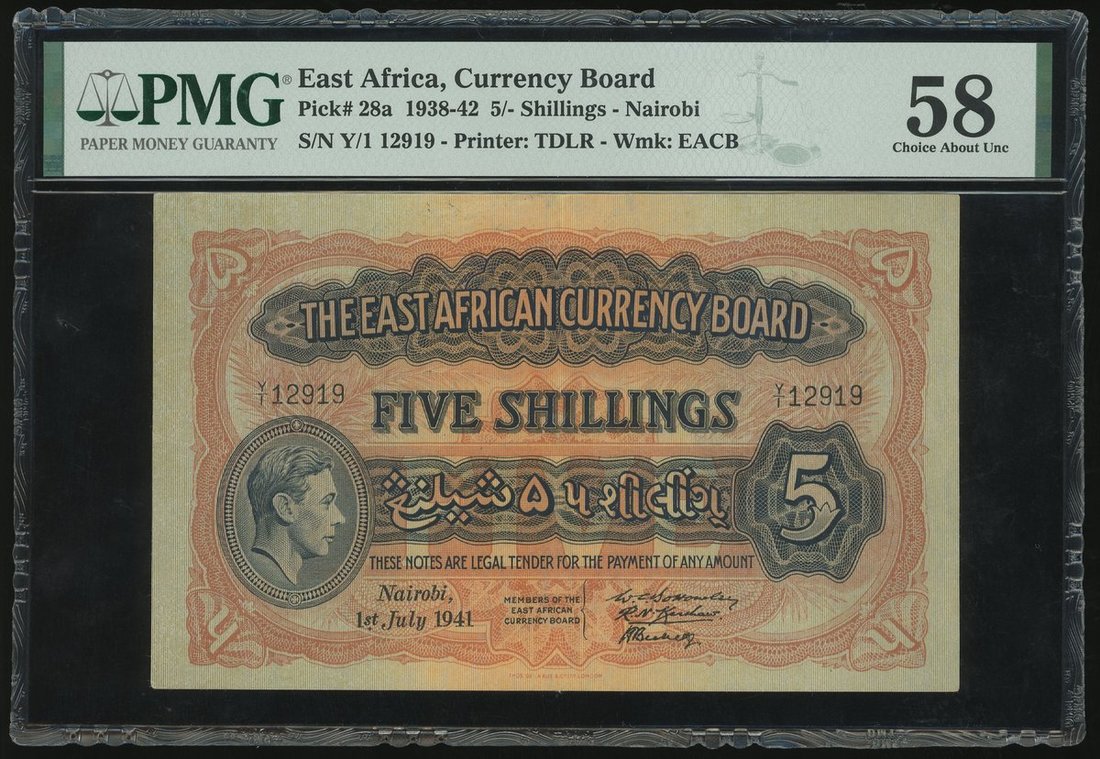 PMG®
PAPER MONEY GUARANTY
East Africa, Currency Board
Pick# 28a 1938-42 5/- Shillings - Nairobi
S/N Y/1 12919 - Printer: TDLR - Wmk: EACB
58
Choice About Unc
THE EAST AFRICAN CURRENCY BOARD
Y/1 12919
Y/1 12919
FIVE SHILLINGS
۵ شيلنڠ
૫ શીલીંગ
5
THESE NOTES ARE LEGAL TENDER FOR THE PAYMENT OF ANY AMOUNT
Nairobi,
1st July 1941
MEMBERS OF THE
EAST AFRICAN
CURRENCY BOARD